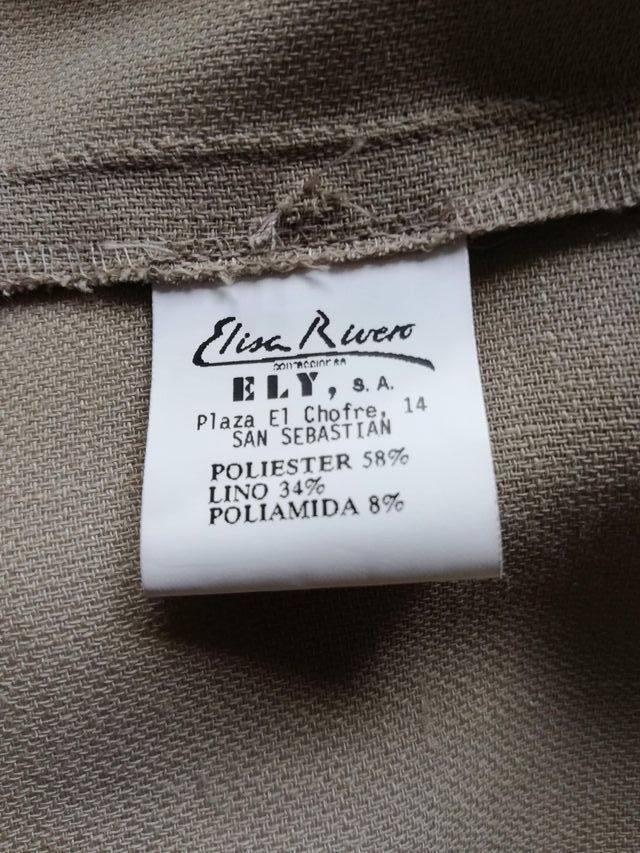 Elisa Rivero
ELY, S.A.
Plaza El Chofre, 14
SAN SEBASTIAN
POLIESTER 58%
LINO 34%
POLIAMIDA 8%